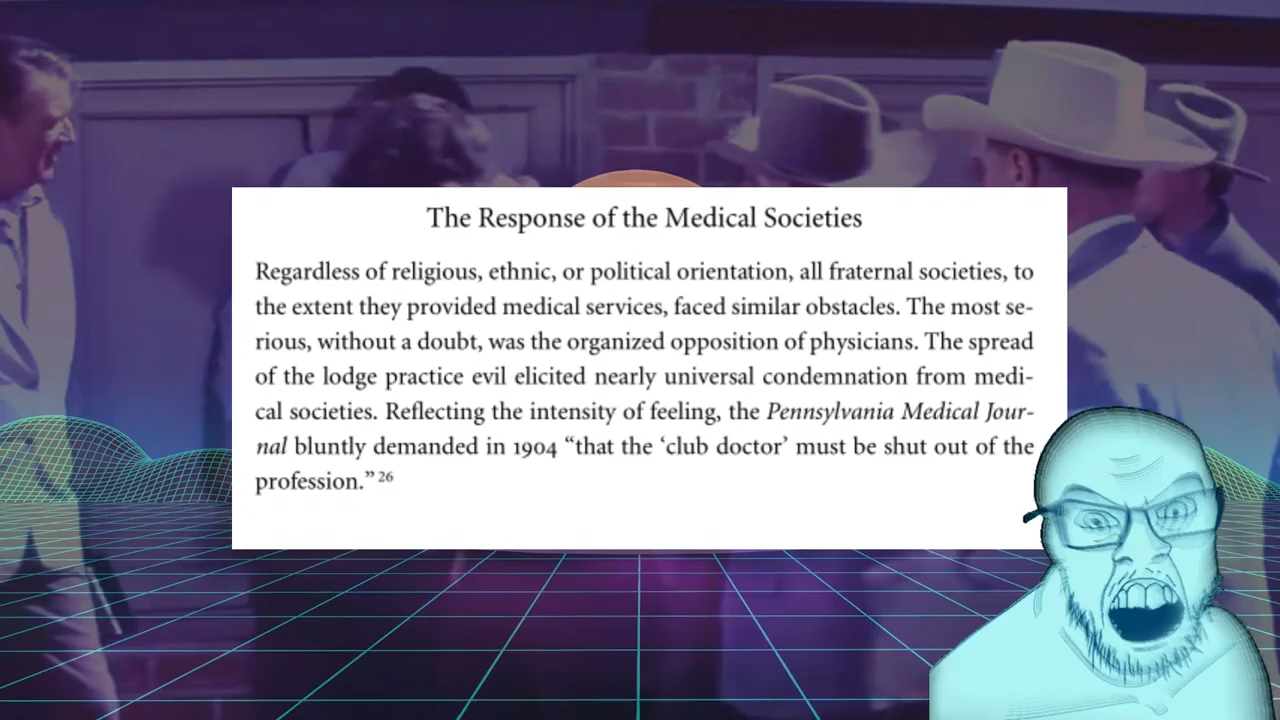 The Response of the Medical Societies
Regardless of religious, ethnic, or political orientation, all fraternal societies, to
the extent they provided medical services, faced similar obstacles. The most se-
rious, without a doubt, was the organized opposition of physicians. The spread
of the lodge practice evil elicited nearly universal condemnation from medi-
cal societies. Reflecting the intensity of feeling, the Pennsylvania Medical Jour-
nal bluntly demanded in 1904 “that the ‘club doctor’ must be shut out of the
profession.” 26